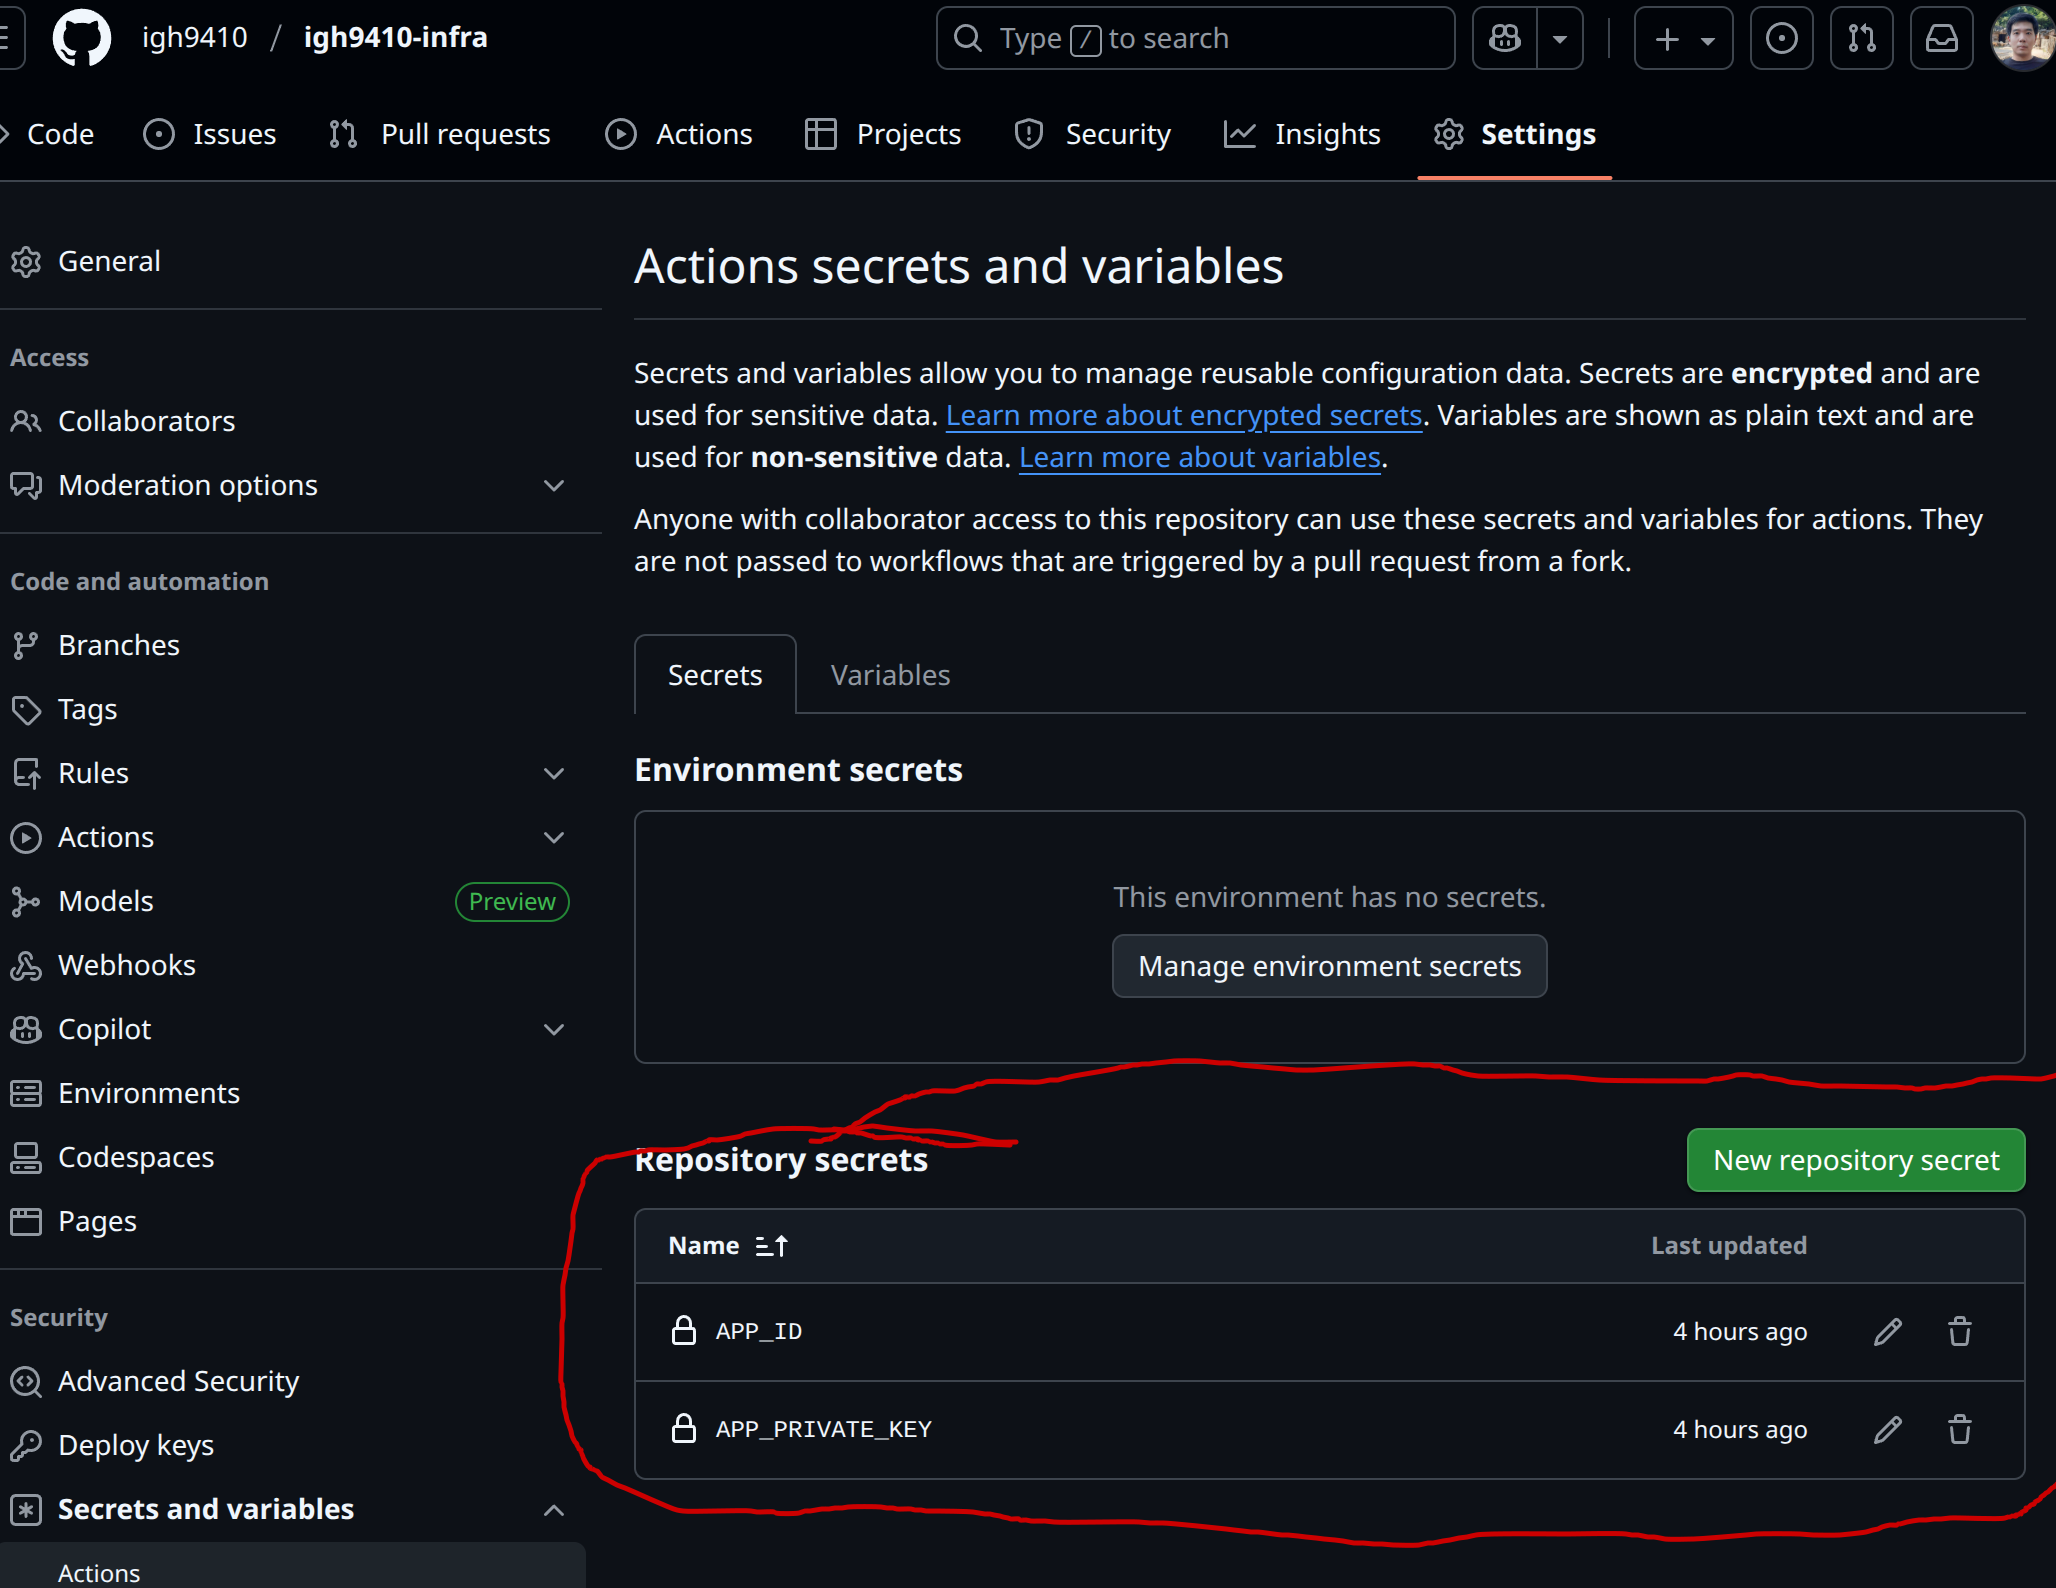 igh9410 / igh9410-infra
Type / to search
Code
Issues
Pull requests
Actions
Projects
Security
Insights
Settings
General
Access
Collaborators
Moderation options
Code and automation
Branches
Tags
Rules
Actions
Models
Preview
Webhooks
Copilot
Environments
Codespaces
Pages
Security
Advanced Security
Deploy keys
Secrets and variables
Actions
Actions secrets and variables
Secrets and variables allow you to manage reusable configuration data. Secrets are encrypted and are
used for sensitive data. Learn more about encrypted secrets. Variables are shown as plain text and are
used for non-sensitive data. Learn more about variables.
Anyone with collaborator access to this repository can use these secrets and variables for actions. They
are not passed to workflows that are triggered by a pull request from a fork.
Secrets
Variables
Environment secrets
This environment has no secrets.
Manage environment secrets
Repository secrets
New repository secret
Name
Last updated
APP_ID
4 hours ago
APP_PRIVATE_KEY
4 hours ago